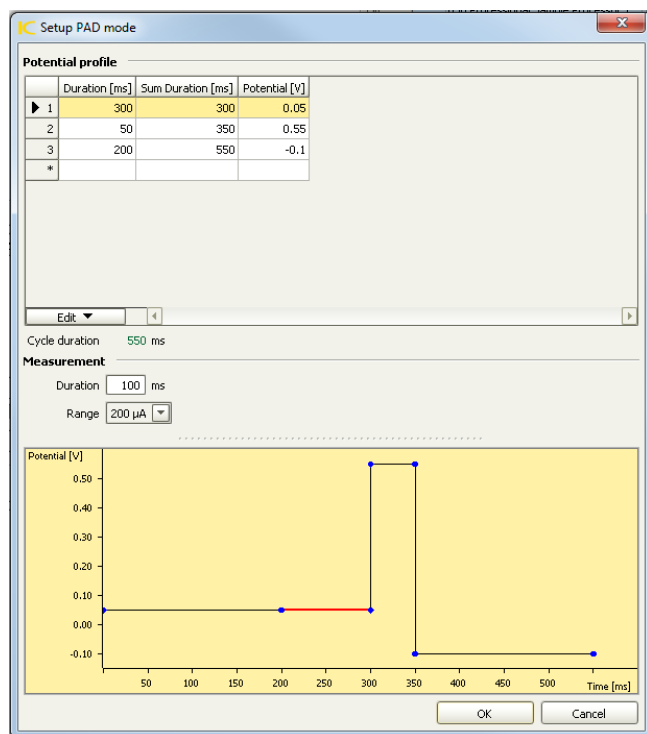 Setup PAD mode
Potential profile
Duration [ms] Sum Duration [ms] Potential [V]
1 300 300 0.05
2 50 350 0.55
3 200 550 -0.1
*
Edit
Cycle duration 550 ms
Measurement
Duration 100 ms
Range 200 µA
Potential [V]
0.50
0.40
0.30
0.20
0.10
0.00
-0.10
50 100 150 200 250 300 350 400 450 500 Time [ms]
OK Cancel